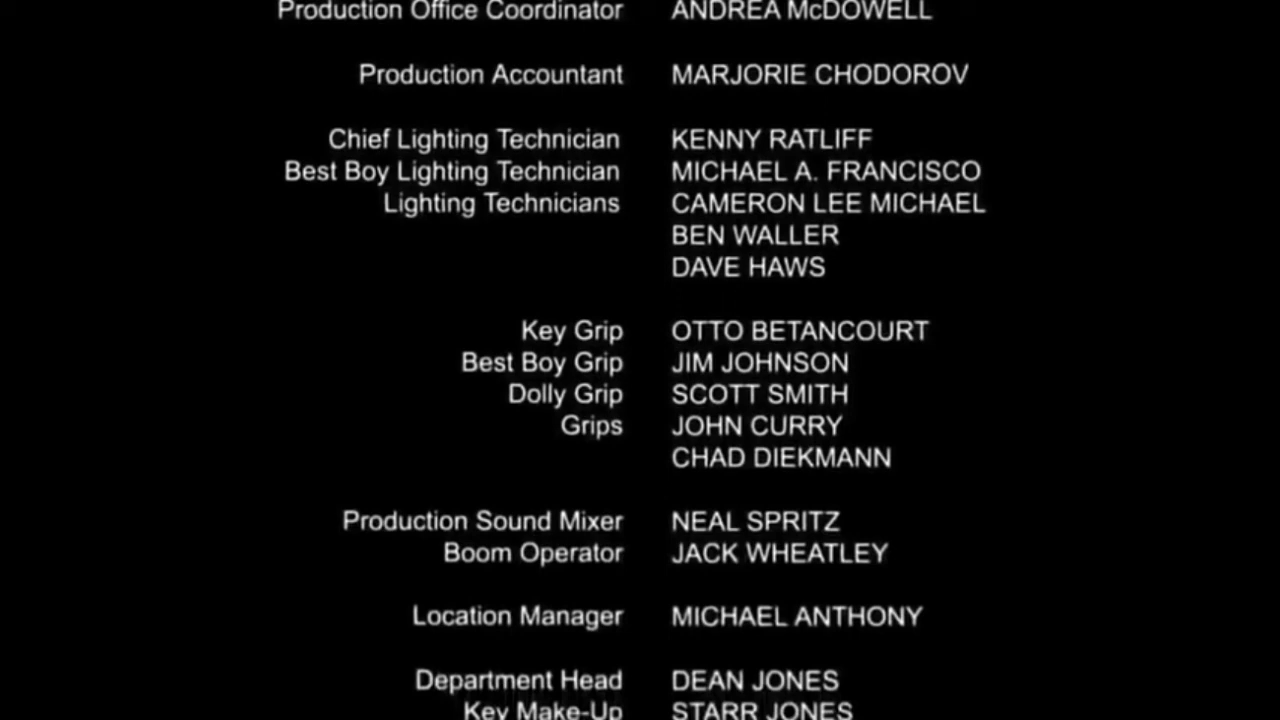 Production Office Coordinator ANDREA McDOWELL
Production Accountant MARJORIE CHODOROV
Chief Lighting Technician KENNY RATLIFF
Best Boy Lighting Technician MICHAEL A. FRANCISCO
Lighting Technicians CAMERON LEE MICHAEL
BEN WALLER
DAVE HAWS
Key Grip OTTO BETANCOURT
Best Boy Grip JIM JOHNSON
Dolly Grip SCOTT SMITH
Grips JOHN CURRY
CHAD DIEKMANN
Production Sound Mixer NEAL SPRITZ
Boom Operator JACK WHEATLEY
Location Manager MICHAEL ANTHONY
Department Head DEAN JONES
Key Make-Up STARR JONES